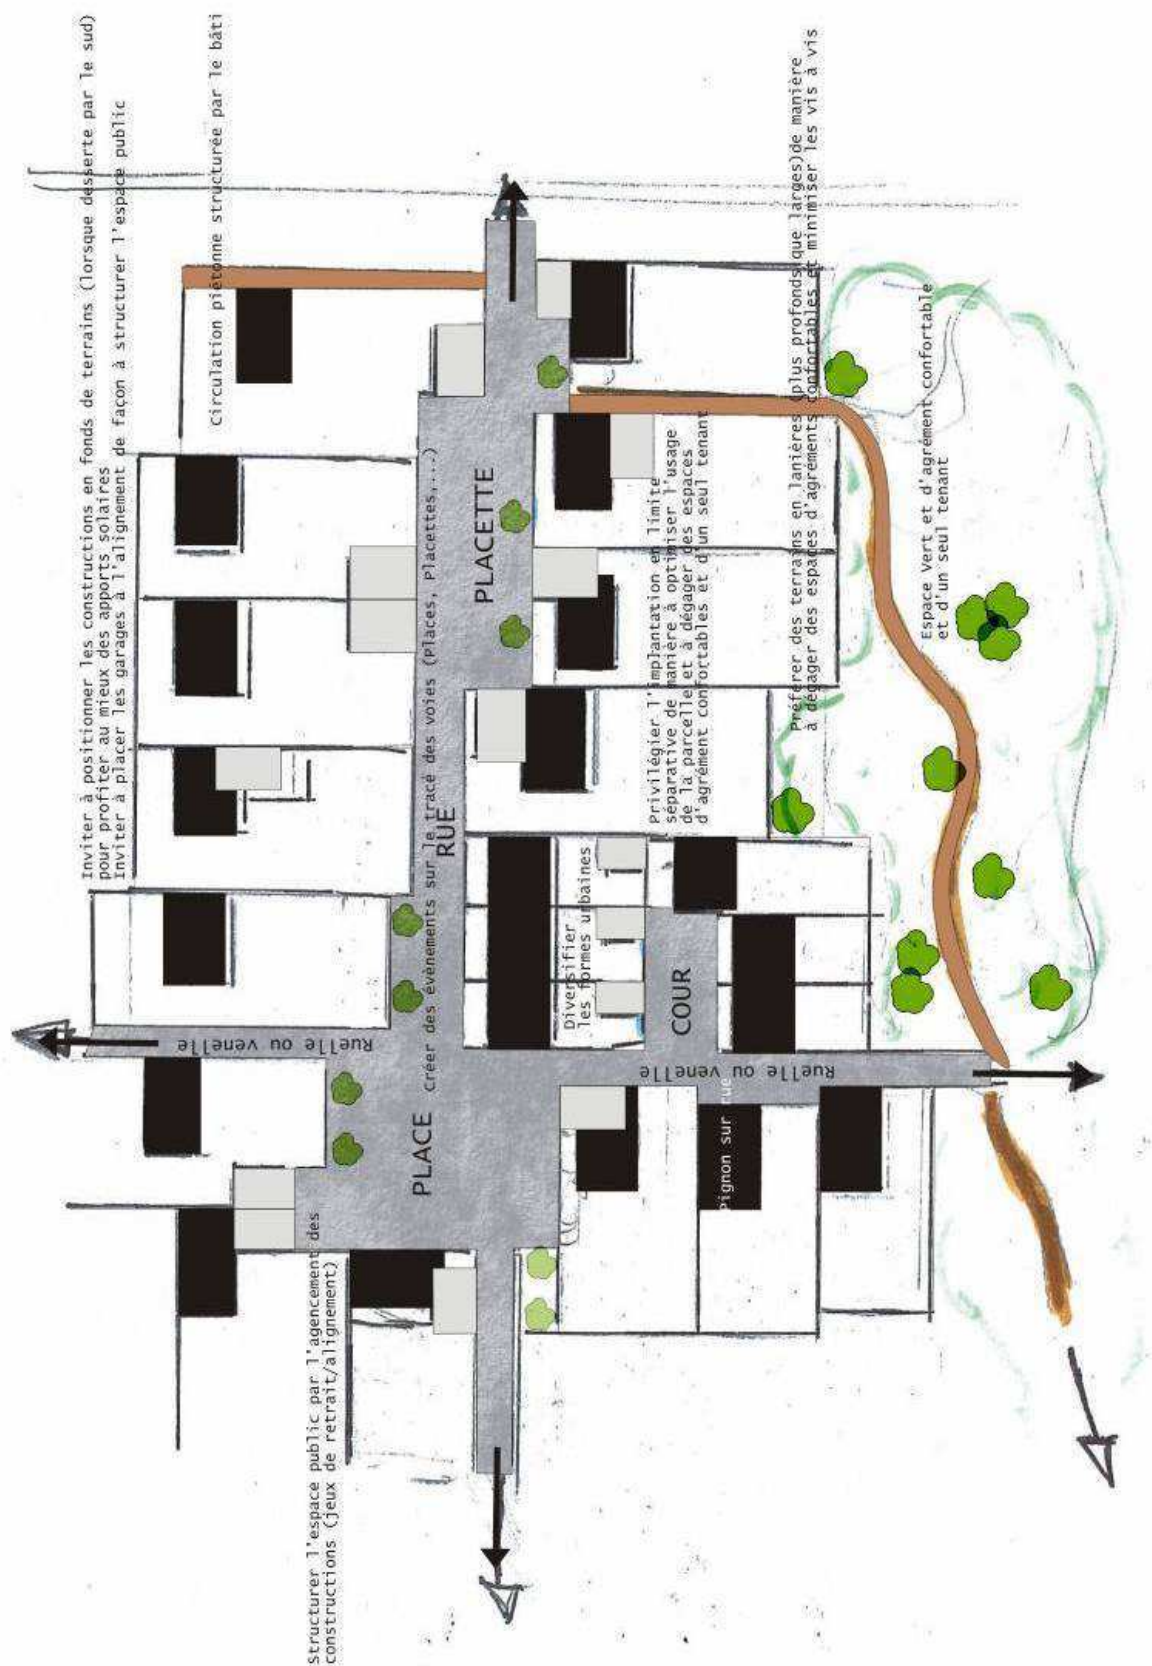 Inviter à positionner les constructions en fonds de terrains (lorsque desserte par le sud)
pour profiter au mieux des apports solaires
Inviter à placer les garages à l'alignement de façon à structurer l'espace public
Circulation piétonne structurée par le bâti
Structurer l'espace public par l'agencement des
constructions (jeux de retrait/alignement)
Ruelle ou venelle
PLACE
Créer des évènements sur le tracé des voies (Places, Placettes,...)
RUE
PLACETTE
Diversifier
les formes urbaines
Privilégier l'implantation en limite
séparative de manière à optimiser l'usage
de la parcelle et à dégager des espaces
d'agrément confortables et d'un seul tenant
COUR
Pignon sur rue
Préférer des terrains en lanières (plus profonds que larges)de manière
à dégager des espaces d'agréments confortables et minimiser les vis à vis
Ruelle ou venelle
Espace Vert et d'agrément confortable
et d'un seul tenant